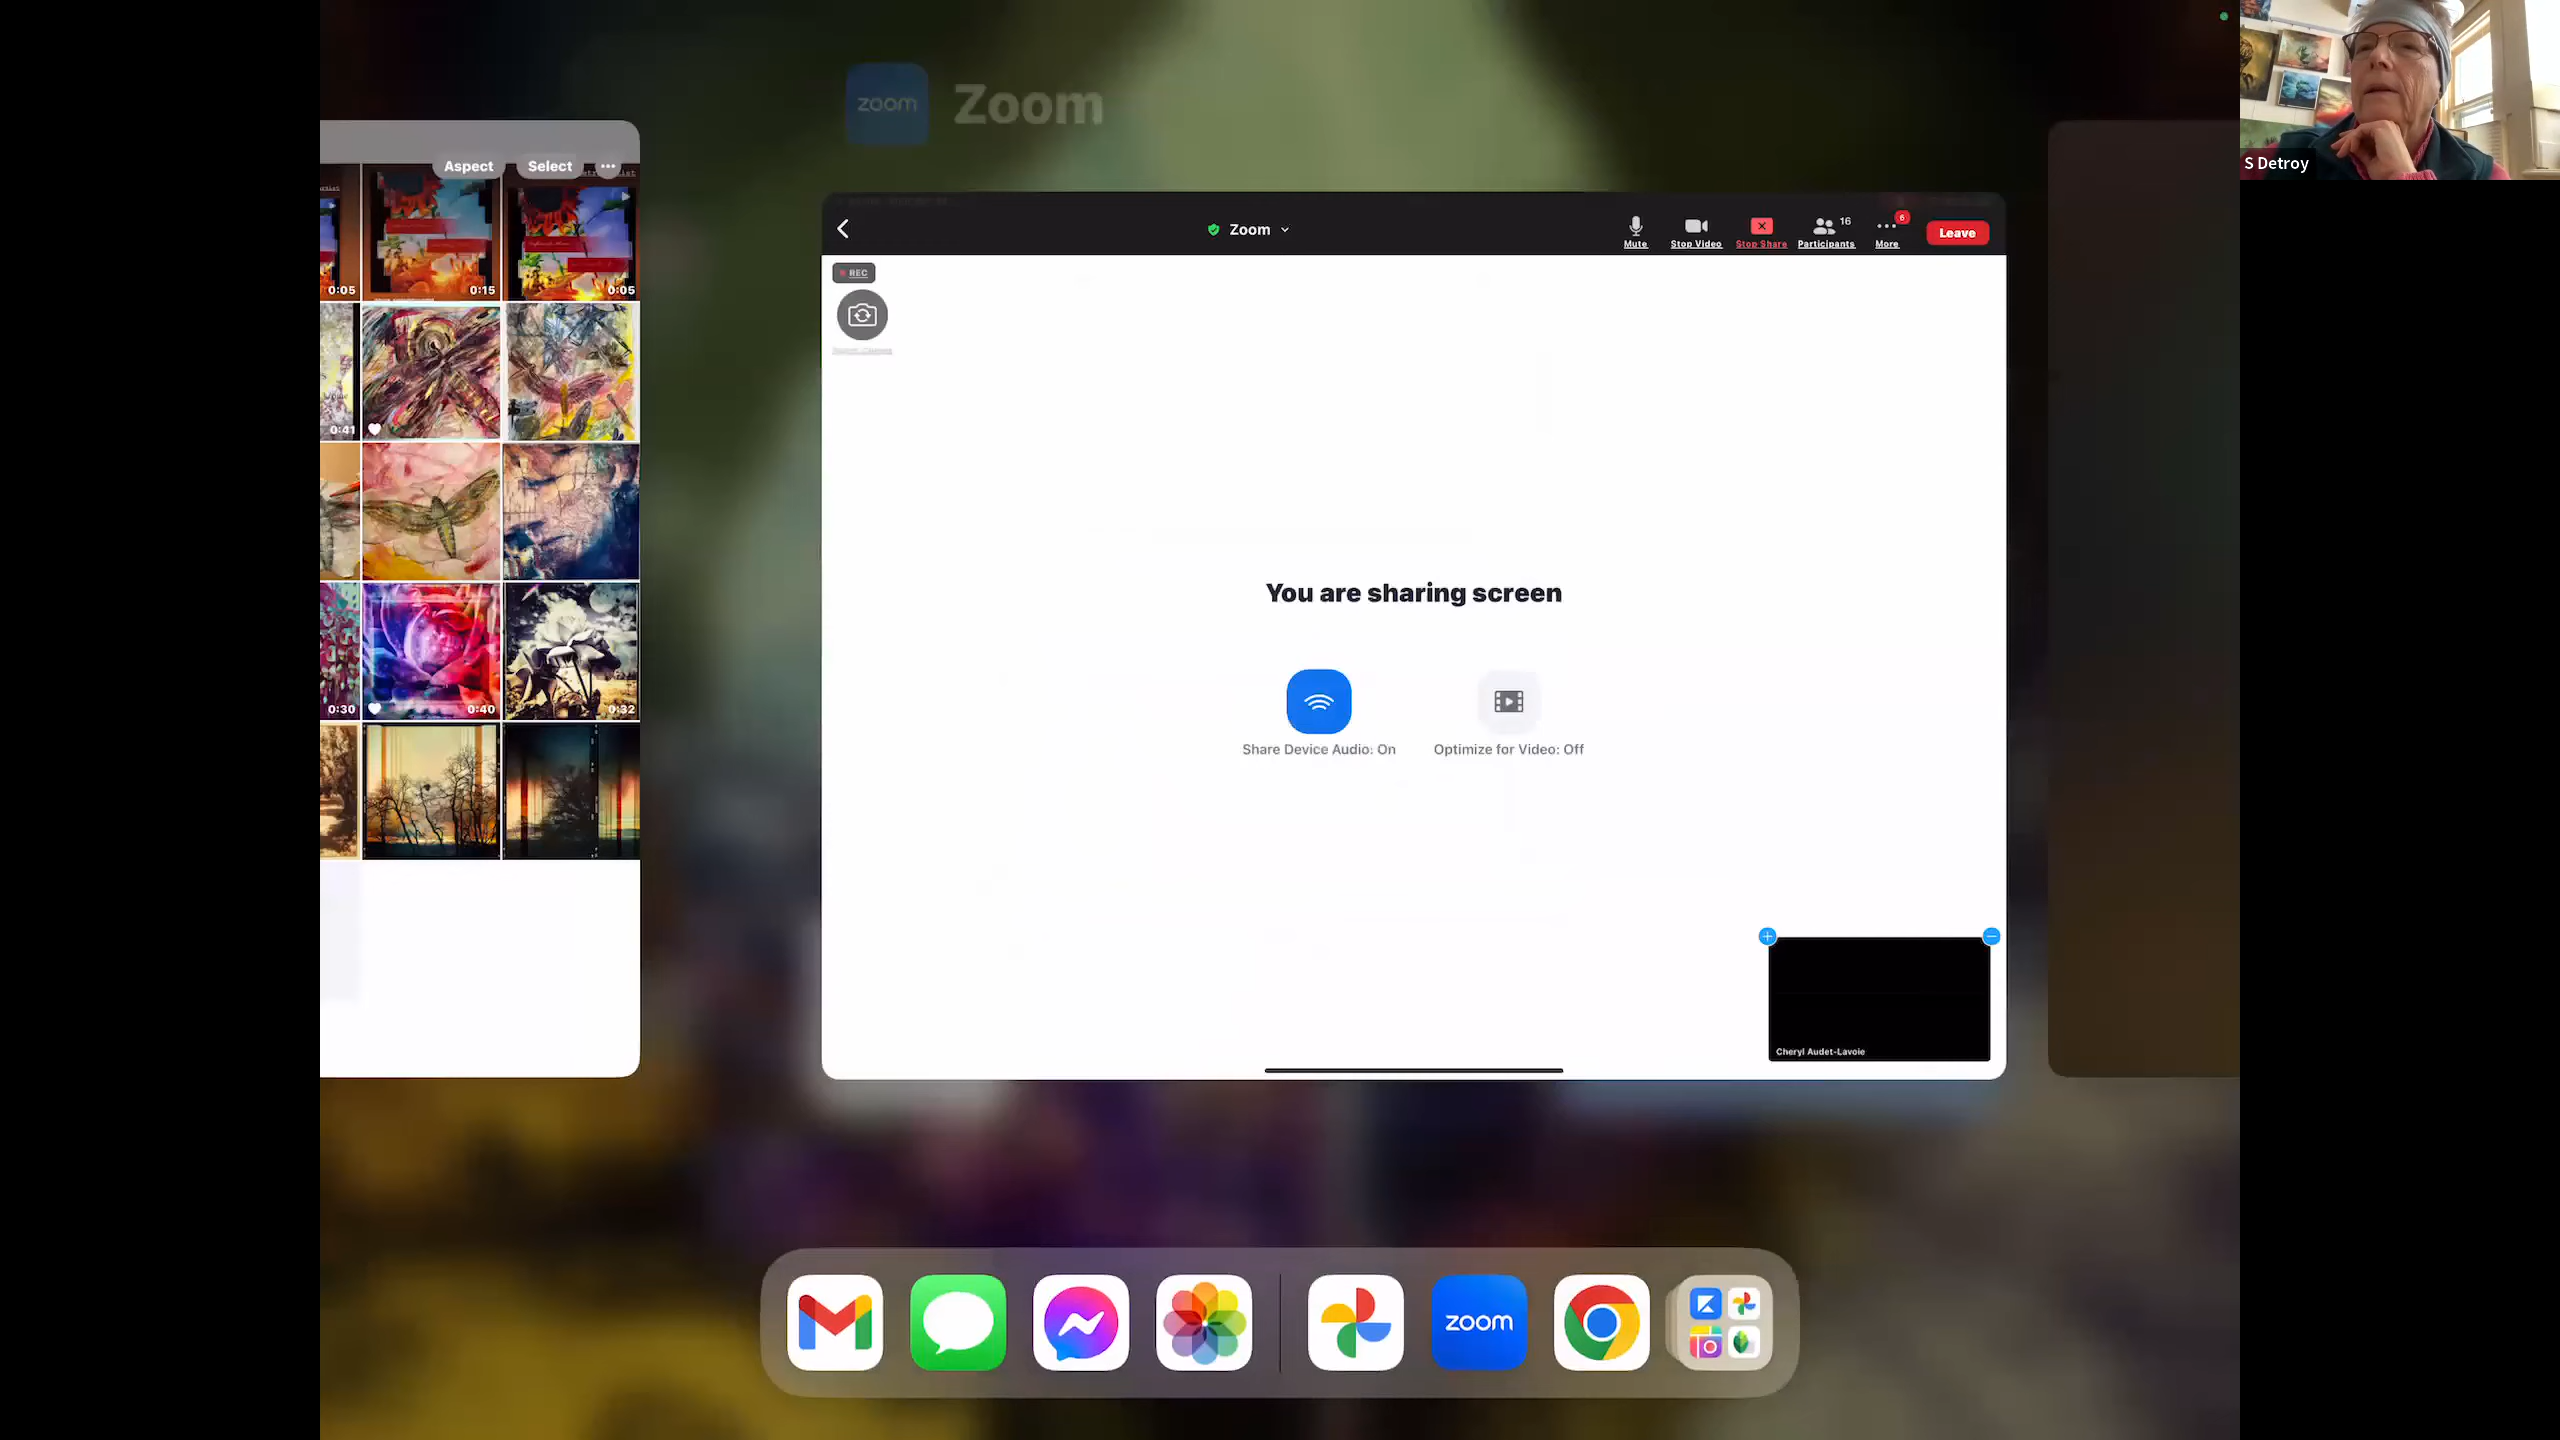 zoom Zoom
S Detroy
Aspect Select
0:05 0:15 0:05
0:41
0:30 0:40 0:32
Zoom
Mute Stop Video Stop Share Participants 16 More 6 Leave
REC
You are sharing screen
Share Device Audio: On Optimize for Video: Off
Cheryl Audet-Lavoie
zoom